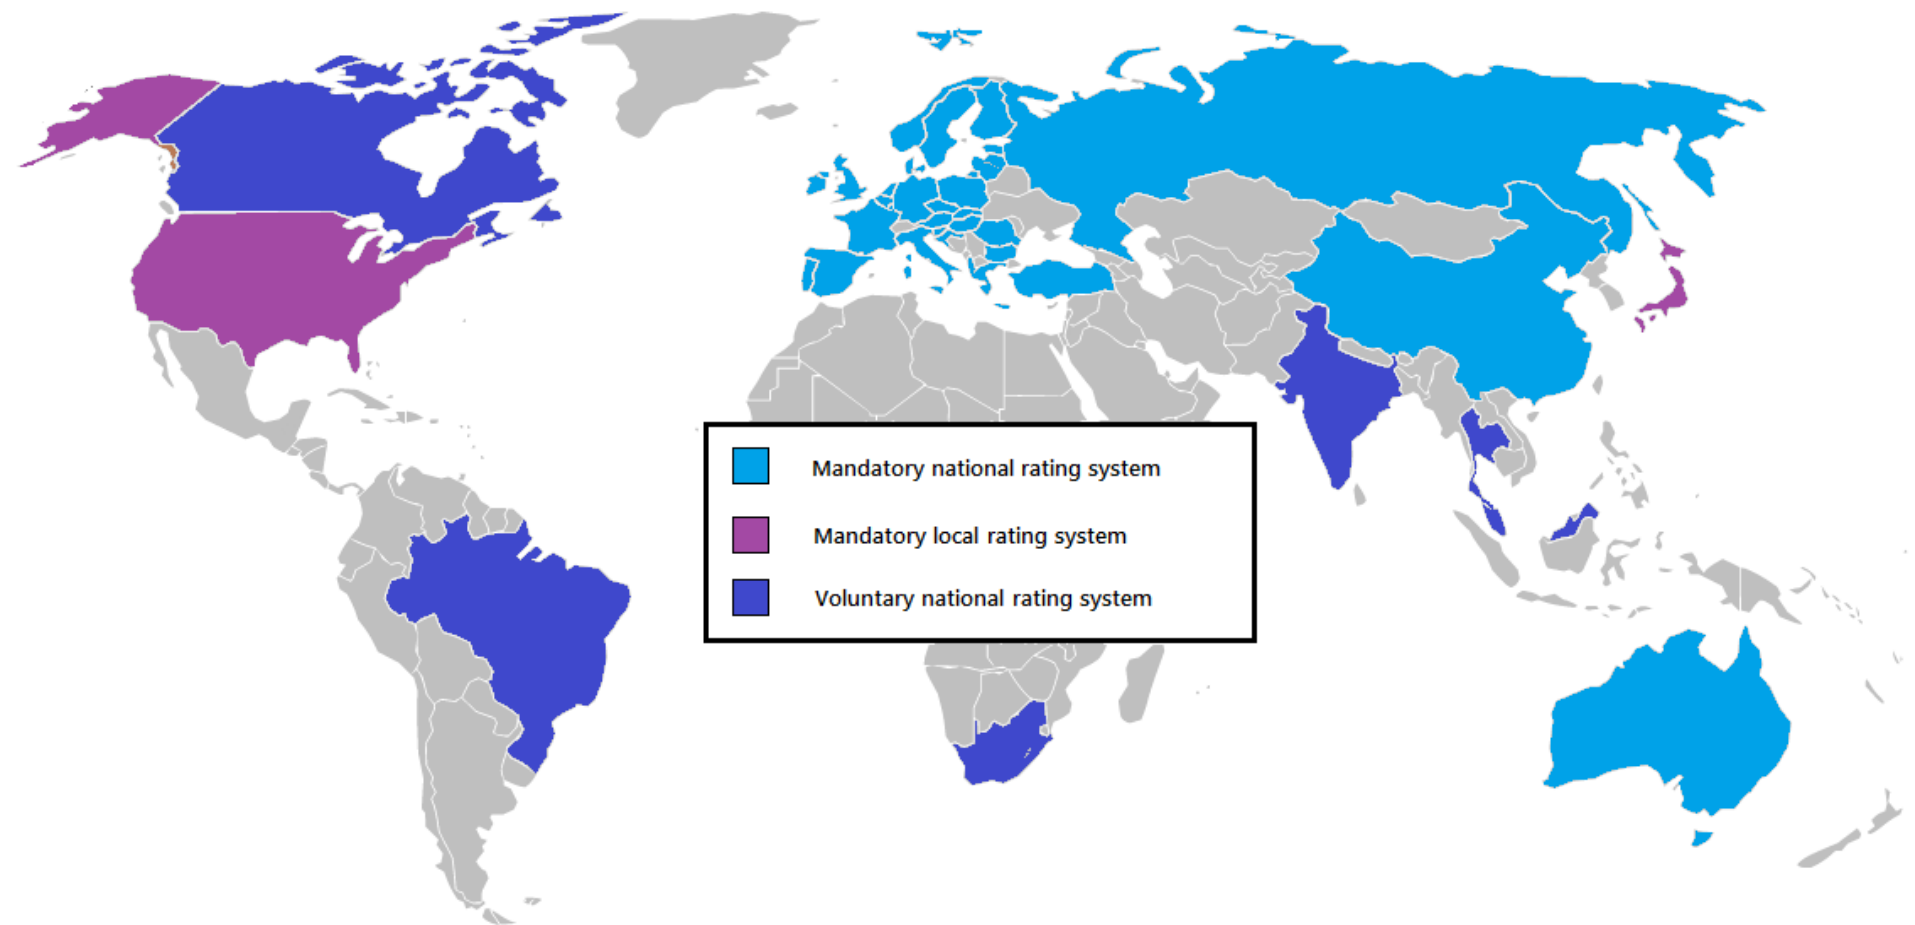 Mandatory national rating system
Mandatory local rating system
Voluntary national rating system